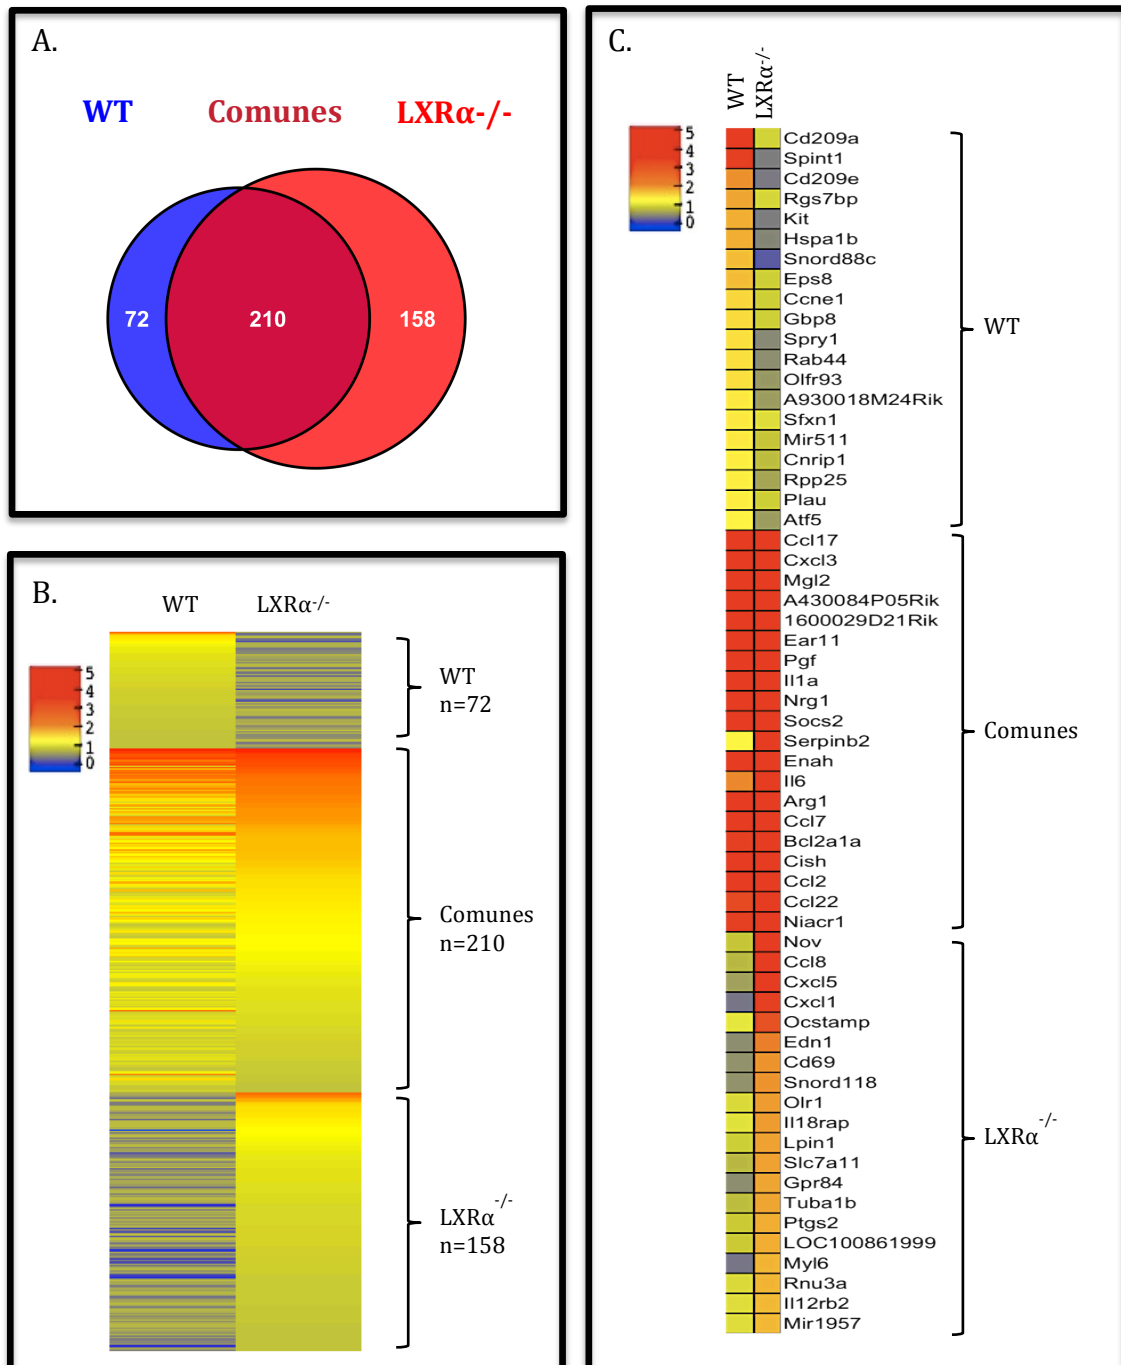 A.
WT Comunes LXRα-/-
72 210 158
B.
WT LXRα-/-
5
4
3
2
1
0
WT
n=72
Comunes
n=210
LXRα-/-
n=158
C.
WT
LXRα-/-
5
4
3
2
1
0
Cd209a
Spint1
Cd209e
Rgs7bp
Kit
Hspa1b
Snord88c
Eps8
Ccne1
Gbp8
Spry1
Rab44
Olfr93
A930018M24Rik
Sfxn1
Mir511
Cnrip1
Rpp25
Plau
Atf5
WT
Ccl17
Cxcl3
Mgl2
A430084P05Rik
1600029D21Rik
Ear11
Pgf
Il1a
Nrg1
Socs2
Serpinb2
Enah
Il6
Arg1
Ccl7
Bcl2a1a
Cish
Ccl2
Ccl22
Niacr1
Comunes
Nov
Ccl8
Cxcl5
Cxcl1
Ocstamp
Edn1
Cd69
Snord118
Olr1
Il18rap
Lpin1
Slc7a11
Gpr84
Tuba1b
Ptgs2
LOC100861999
Myl6
Rnu3a
Il12rb2
Mir1957
LXRα-/-